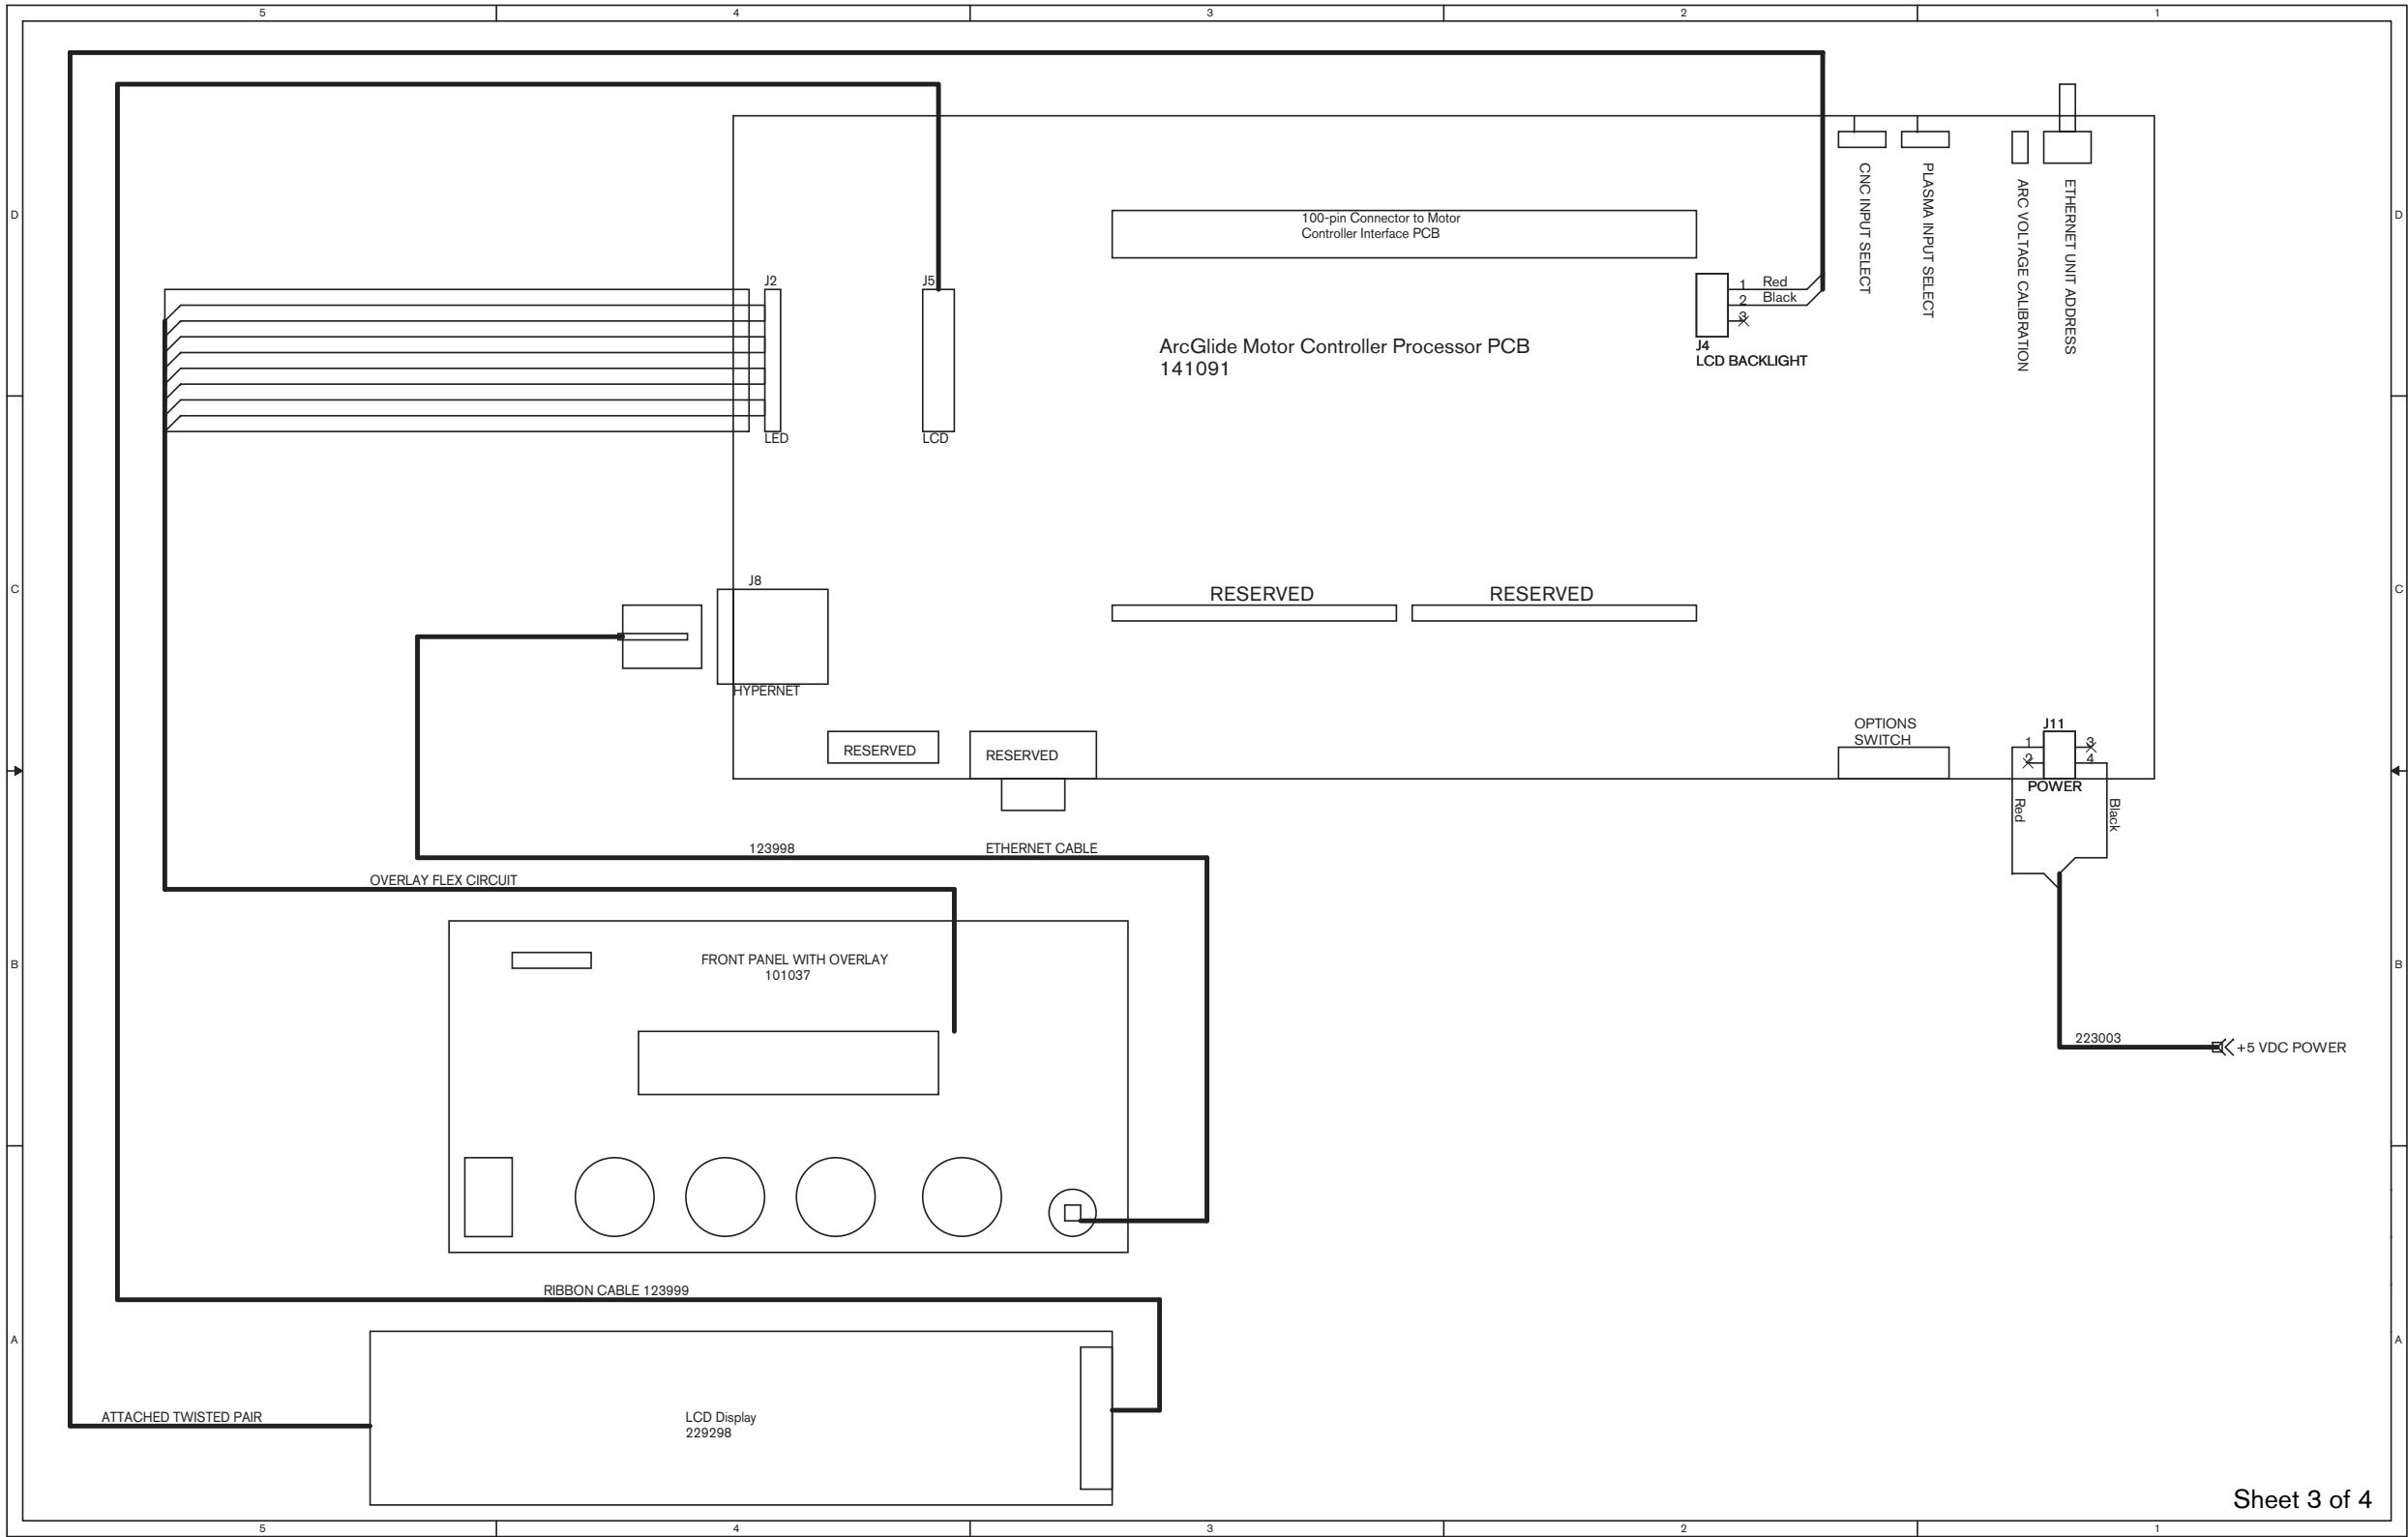 5 4 3 2 1
D D
CNC INPUT SELECT
PLASMA INPUT SELECT
ARC VOLTAGE CALIBRATION
ETHERNET UNIT ADDRESS
100-pin Connector to Motor
Controller Interface PCB
J2
J5
1 Red
2 Black
3
J4
LCD BACKLIGHT
ArcGlide Motor Controller Processor PCB
141091
LED
LCD
C C
J8
RESERVED
RESERVED
HYPERNET
RESERVED
RESERVED
OPTIONS
SWITCH
J11
1 3
2 4
POWER
Red
Black
123998
ETHERNET CABLE
OVERLAY FLEX CIRCUIT
B B
FRONT PANEL WITH OVERLAY
101037
223003
+5 VDC POWER
RIBBON CABLE 123999
A A
ATTACHED TWISTED PAIR
LCD Display
229298
Sheet 3 of 4
5 4 3 2 1